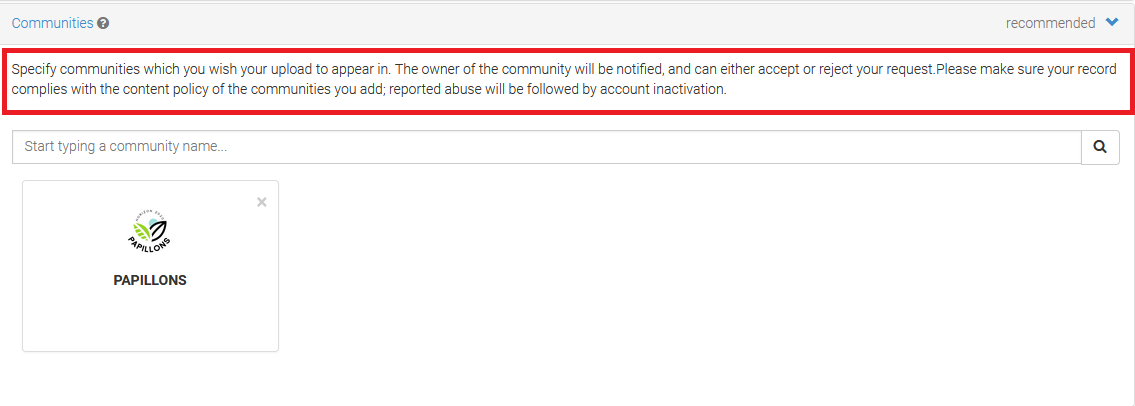 Communities
recommended
Specify communities which you wish your upload to appear in. The owner of the community will be notified, and can either accept or reject your request.Please make sure your record
complies with the content policy of the communities you add; reported abuse will be followed by account inactivation.
Start typing a community name...
×
PAPILLONS
PAPILLONS